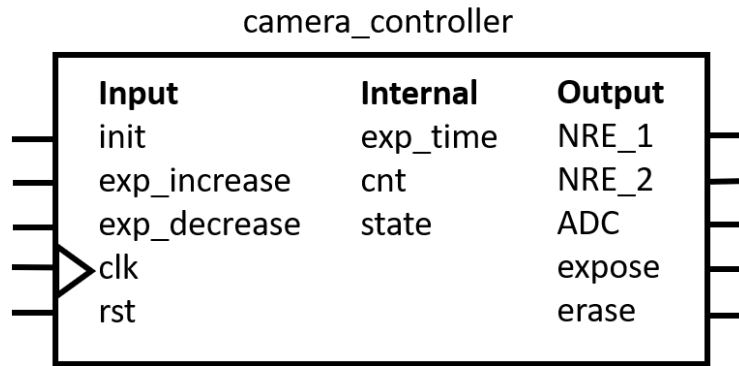 camera_controller
Input Internal Output
init exp_time NRE_1
exp_increase cnt NRE_2
exp_decrease state ADC
clk expose
rst erase